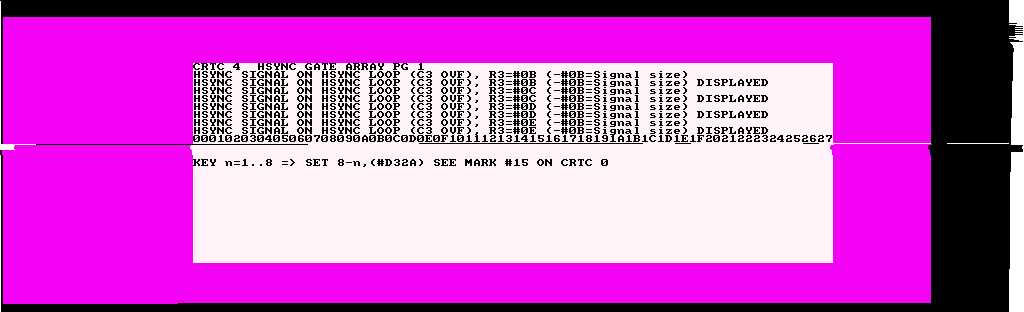 CRTC 4  HSYNC GATE ARRAY PG 1
HSYNC SIGNAL ON HSYNC LOOP (C3 OVF), R3=#0B (-#0B=Signal size)
HSYNC SIGNAL ON HSYNC LOOP (C3 OVF), R3=#0B (-#0B=Signal size) DISPLAYED
HSYNC SIGNAL ON HSYNC LOOP (C3 OVF), R3=#0C (-#0B=Signal size)
HSYNC SIGNAL ON HSYNC LOOP (C3 OVF), R3=#0C (-#0B=Signal size) DISPLAYED
HSYNC SIGNAL ON HSYNC LOOP (C3 OVF), R3=#0D (-#0B=Signal size)
HSYNC SIGNAL ON HSYNC LOOP (C3 OVF), R3=#0D (-#0B=Signal size) DISPLAYED
HSYNC SIGNAL ON HSYNC LOOP (C3 OVF), R3=#0E (-#0B=Signal size)
HSYNC SIGNAL ON HSYNC LOOP (C3 OVF), R3=#0E (-#0B=Signal size) DISPLAYED
000102030405060708090A0B0C0D0E0F101112131415161718191A1B1C1D1E1F2021222324252627
KEY n=1..8 => SET 8-n,(#D32A) SEE MARK #15 ON CRTC 0